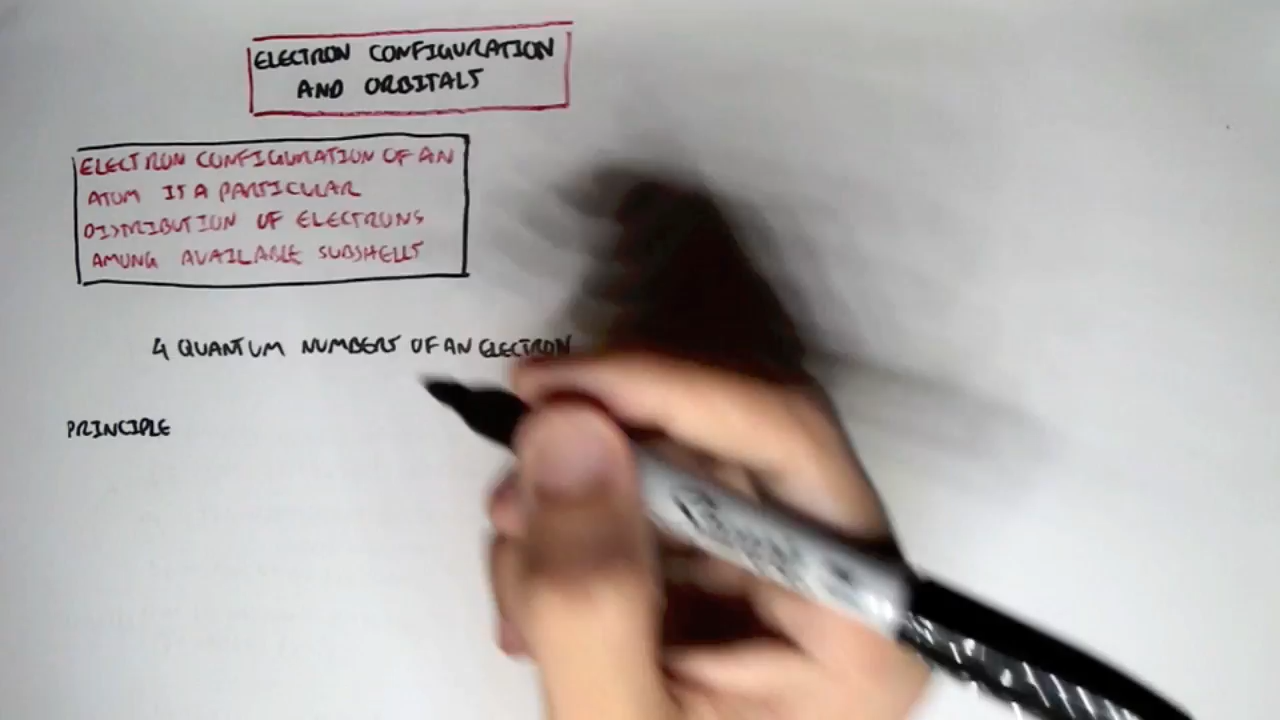 ELECTRON CONFIGURATION
AND ORBITALS
ELECTRON CONFIGURATION OF AN
ATOM IS A PARTICULAR
DISTRIBUTION OF ELECTRONS
AMONG AVAILABLE SUBSHELLS
4 QUANTUM NUMBERS OF AN ELECTRON
PRINCIPLE